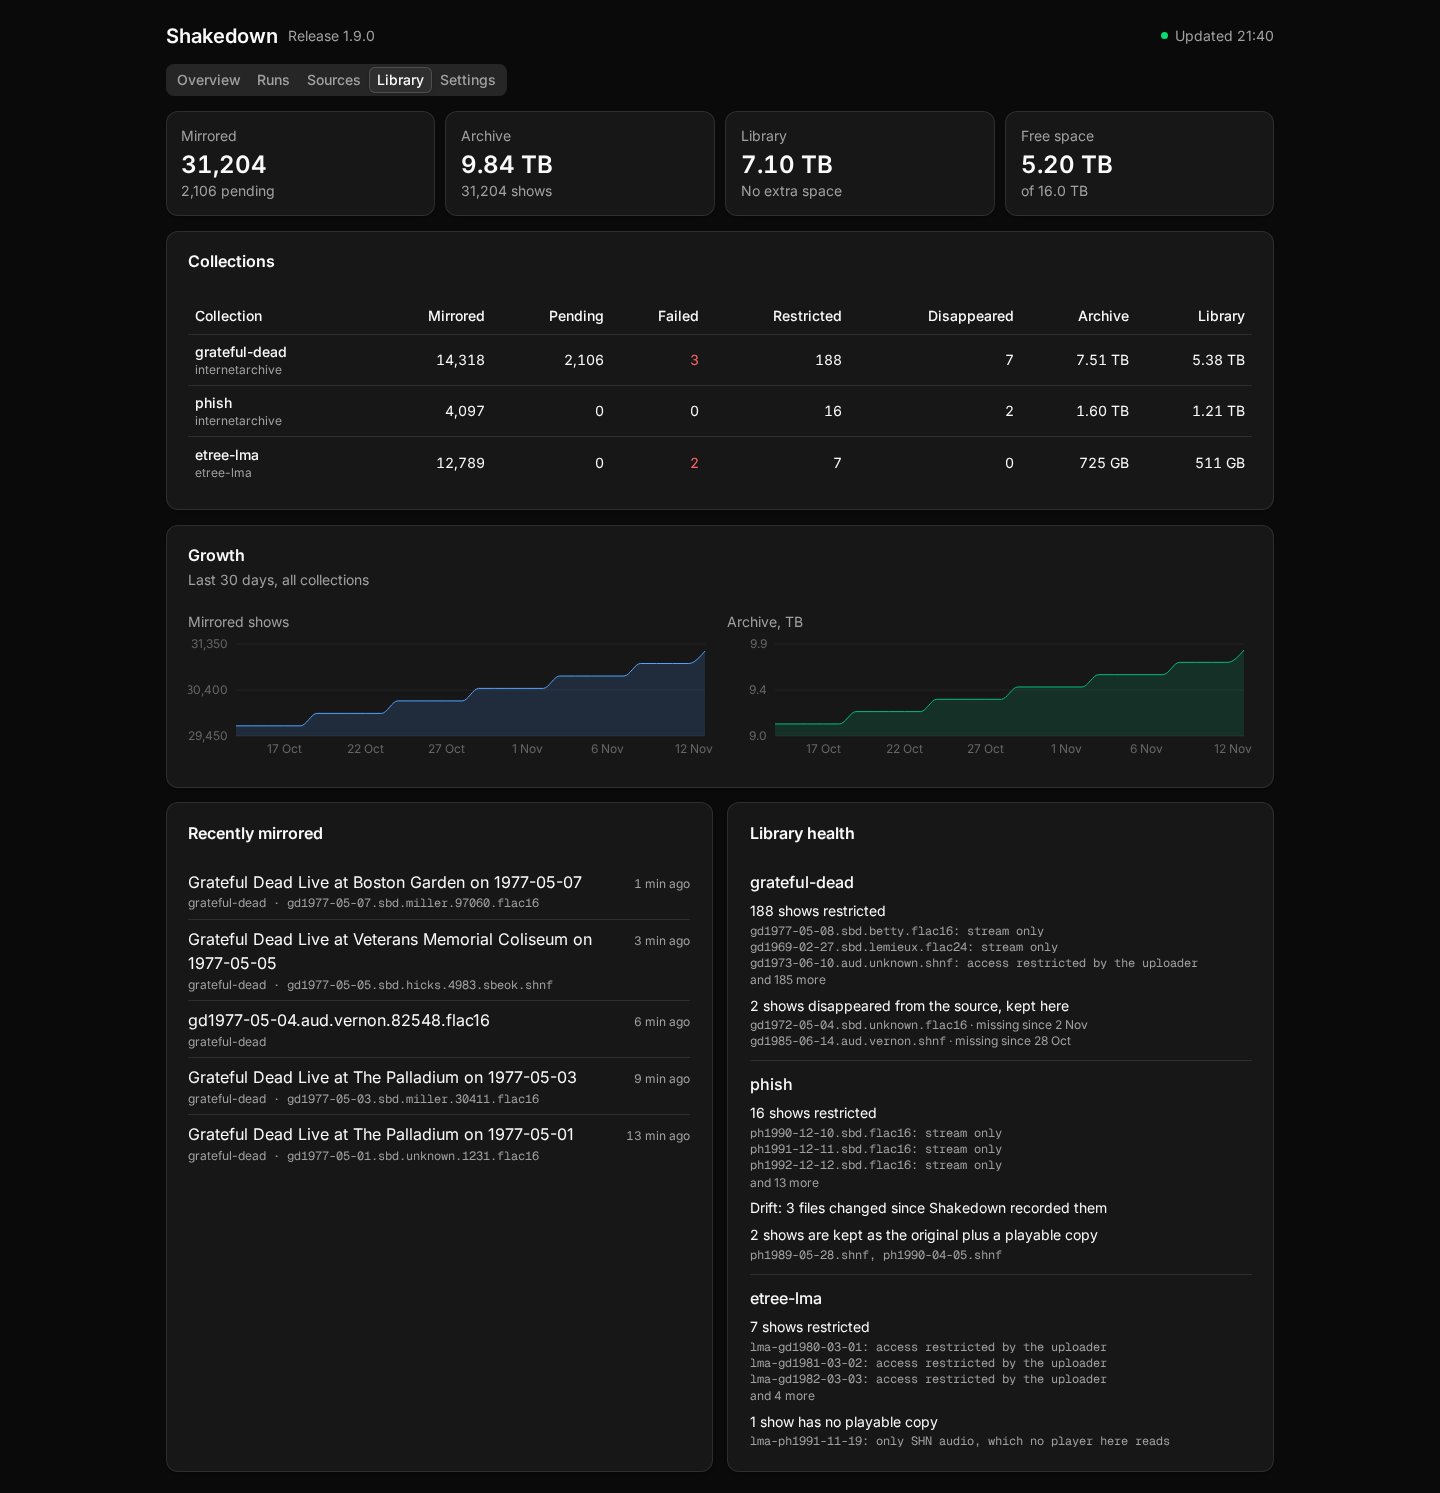 Shakedown Release 1.9.0
Updated 21:40
Overview Runs Sources Library Settings
Mirrored
31,204
2,106 pending
Archive
9.84 TB
31,204 shows
Library
7.10 TB
No extra space
Free space
5.20 TB
of 16.0 TB
Collections
Collection Mirrored Pending Failed Restricted Disappeared Archive Library
grateful-dead
internetarchive
14,318 2,106 3 188 7 7.51 TB 5.38 TB
phish
internetarchive
4,097 0 0 16 2 1.60 TB 1.21 TB
etree-lma
etree-lma
12,789 0 2 7 0 725 GB 511 GB
Growth
Last 30 days, all collections
Mirrored shows
31,350
30,400
29,450
17 Oct 22 Oct 27 Oct 1 Nov 6 Nov 12 Nov
Archive, TB
9.9
9.4
9.0
17 Oct 22 Oct 27 Oct 1 Nov 6 Nov 12 Nov
Recently mirrored
Grateful Dead Live at Boston Garden on 1977-05-07 1 min ago
grateful-dead · gd1977-05-07.sbd.miller.97060.flac16
Grateful Dead Live at Veterans Memorial Coliseum on 3 min ago
1977-05-05
grateful-dead · gd1977-05-05.sbd.hicks.4983.sbeok.shnf
gd1977-05-04.aud.vernon.82548.flac16 6 min ago
grateful-dead
Grateful Dead Live at The Palladium on 1977-05-03 9 min ago
grateful-dead · gd1977-05-03.sbd.miller.30411.flac16
Grateful Dead Live at The Palladium on 1977-05-01 13 min ago
grateful-dead · gd1977-05-01.sbd.unknown.1231.flac16
Library health
grateful-dead
188 shows restricted
gd1977-05-08.sbd.betty.flac16: stream only
gd1969-02-27.sbd.lemieux.flac24: stream only
gd1973-06-10.aud.unknown.shnf: access restricted by the uploader
and 185 more
2 shows disappeared from the source, kept here
gd1972-05-04.sbd.unknown.flac16 · missing since 2 Nov
gd1985-06-14.aud.vernon.shnf · missing since 28 Oct
phish
16 shows restricted
ph1990-12-10.sbd.flac16: stream only
ph1991-12-11.sbd.flac16: stream only
ph1992-12-12.sbd.flac16: stream only
and 13 more
Drift: 3 files changed since Shakedown recorded them
2 shows are kept as the original plus a playable copy
ph1989-05-28.shnf, ph1990-04-05.shnf
etree-lma
7 shows restricted
lma-gd1980-03-01: access restricted by the uploader
lma-gd1981-03-02: access restricted by the uploader
lma-gd1982-03-03: access restricted by the uploader
and 4 more
1 show has no playable copy
lma-ph1991-11-19: only SHN audio, which no player here reads